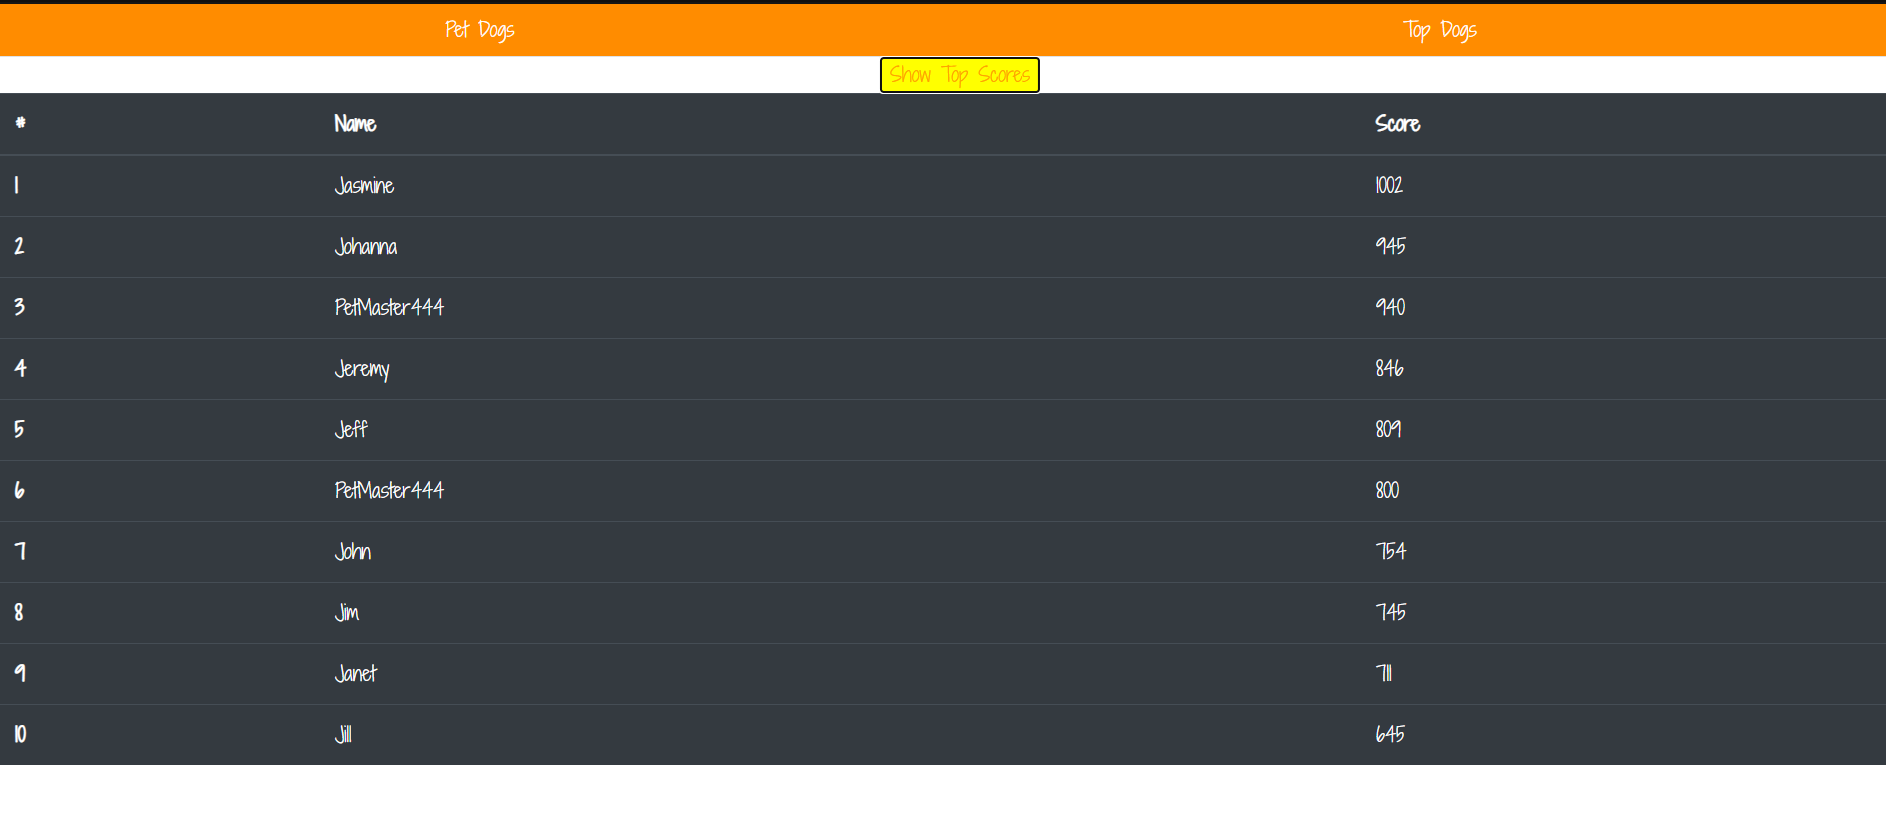 Pet Dogs Top Dogs
Show Top Scores
# Name Score
1 Jasmine 1002
2 Johanna 945
3 PetMaster444 940
4 Jeremy 846
5 Jeff 809
6 PetMaster444 800
7 John 754
8 Jim 745
9 Janet 711
10 Jill 645